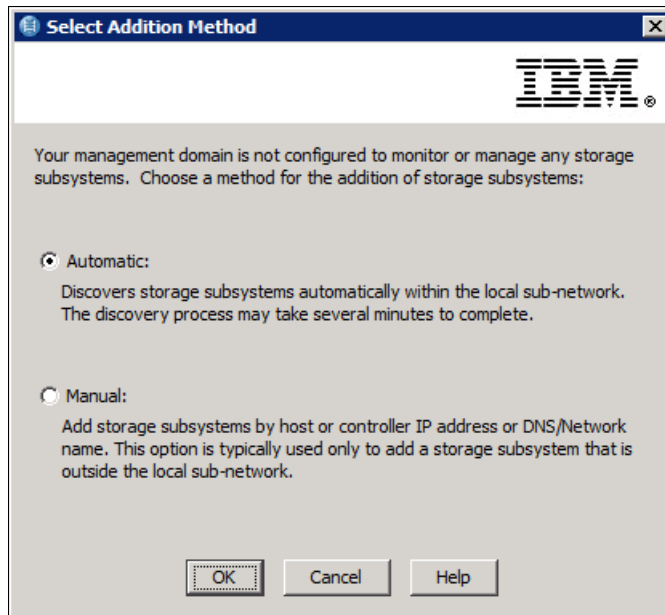 Select Addition Method
IBM®
Your management domain is not configured to monitor or manage any storage
subsystems. Choose a method for the addition of storage subsystems:
Automatic:
Discovers storage subsystems automatically within the local sub-network.
The discovery process may take several minutes to complete.
Manual:
Add storage subsystems by host or controller IP address or DNS/Network
name. This option is typically used only to add a storage subsystem that is
outside the local sub-network.
OK Cancel Help